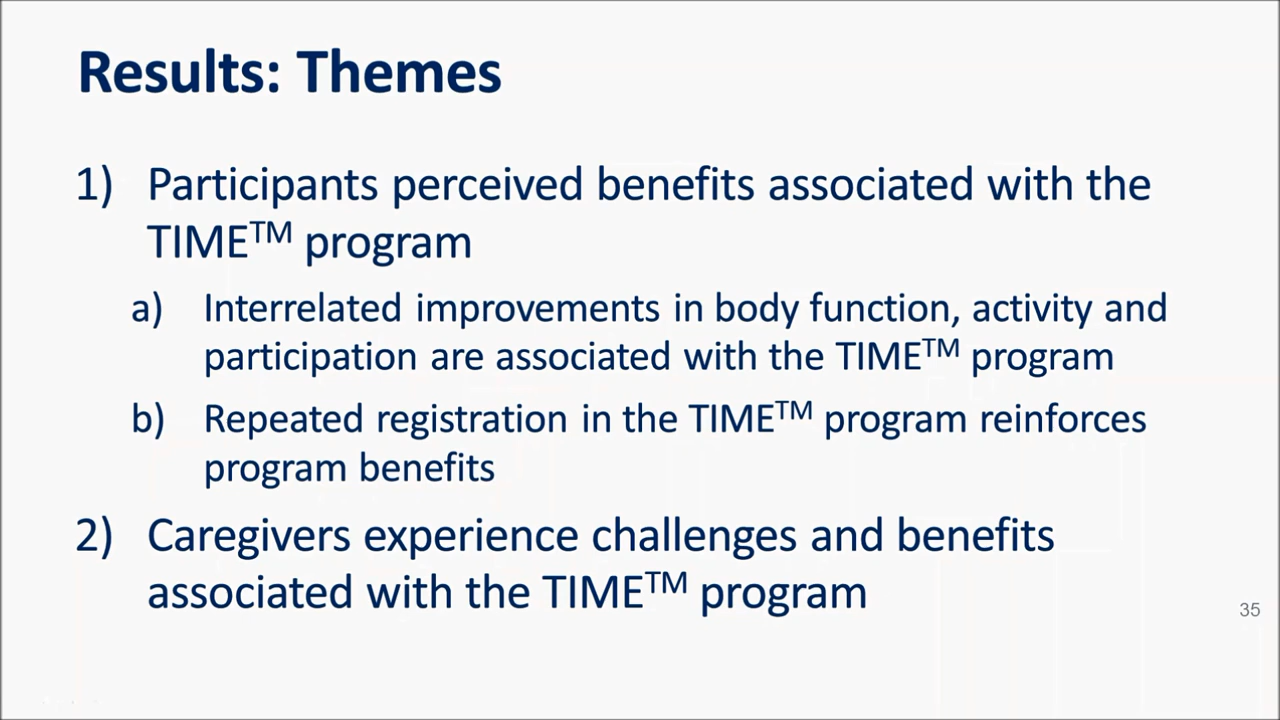 Results: Themes
1) Participants perceived benefits associated with the
TIME™ program
a) Interrelated improvements in body function, activity and
participation are associated with the TIME™ program
b) Repeated registration in the TIME™ program reinforces
program benefits
2) Caregivers experience challenges and benefits
associated with the TIME™ program
35